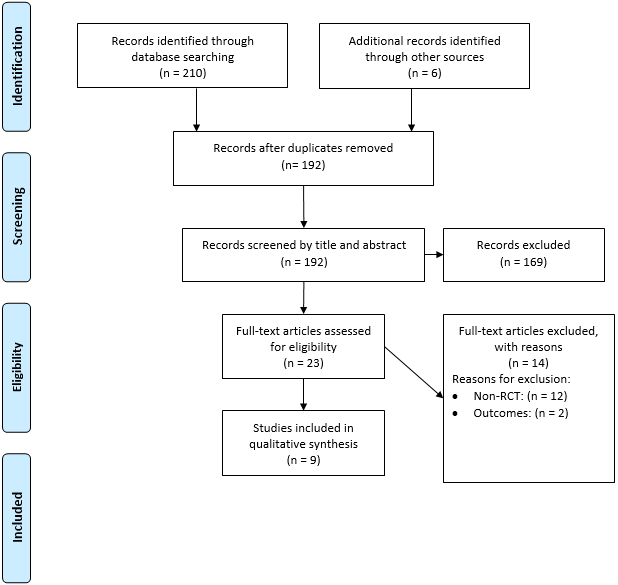 Identification
Records identified through
database searching
(n = 210)
Additional records identified
through other sources
(n = 6)
Records after duplicates removed
(n= 192)
Screening
Records screened by title and abstract
(n = 192)
Records excluded
(n = 169)
Eligibility
Full-text articles assessed
for eligibility
(n = 23)
Full-text articles excluded,
with reasons
(n = 14)
Reasons for exclusion:
• Non-RCT: (n = 12)
• Outcomes: (n = 2)
Studies included in
qualitative synthesis
(n = 9)
Included